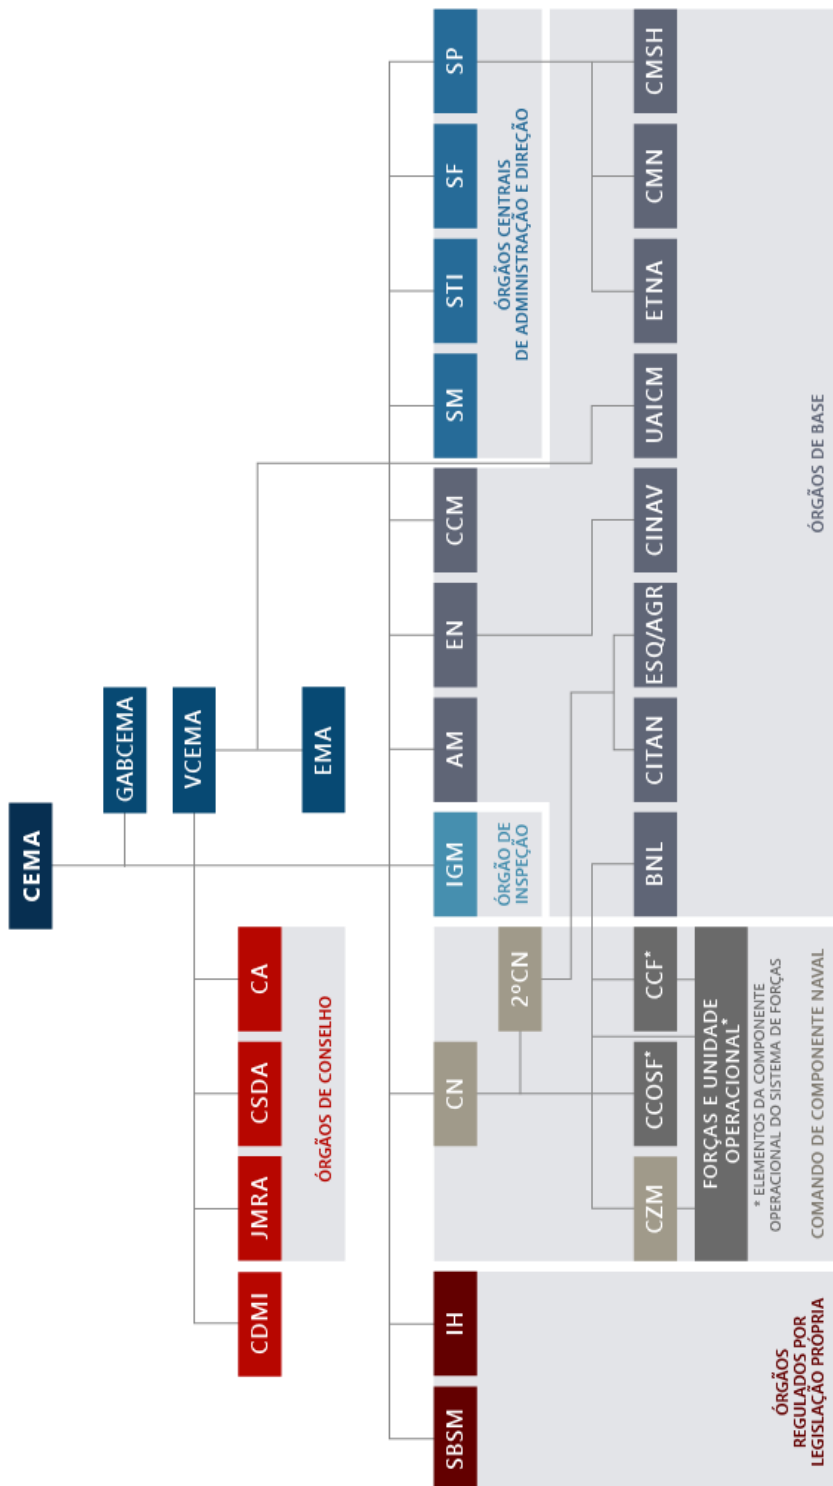 CEMA
GABCEMA
VCEMA
EMA
CDMI
JMRA
CSDA
CA
ÓRGÃOS DE CONSELHO
SBSM
IH
CN
IGM
AM
EN
CCM
SM
STI
SF
SP
2ºCN
ÓRGÃO DE
INSPEÇÃO
ÓRGÃOS CENTRAIS
DE ADMINISTRAÇÃO E DIREÇÃO
CZM
CCOSF*
CCF*
BNL
CITAN
ESQ/AGR
CINAV
UAICM
ETNA
CMN
CMSH
FORÇAS E UNIDADE
OPERACIONAL*
* ELEMENTOS DA COMPONENTE
OPERACIONAL DO SISTEMA DE FORÇAS
ÓRGÃOS
REGULADOS POR
LEGISLAÇÃO PRÓPRIA
COMANDO DE COMPONENTE NAVAL
ÓRGÃOS DE BASE